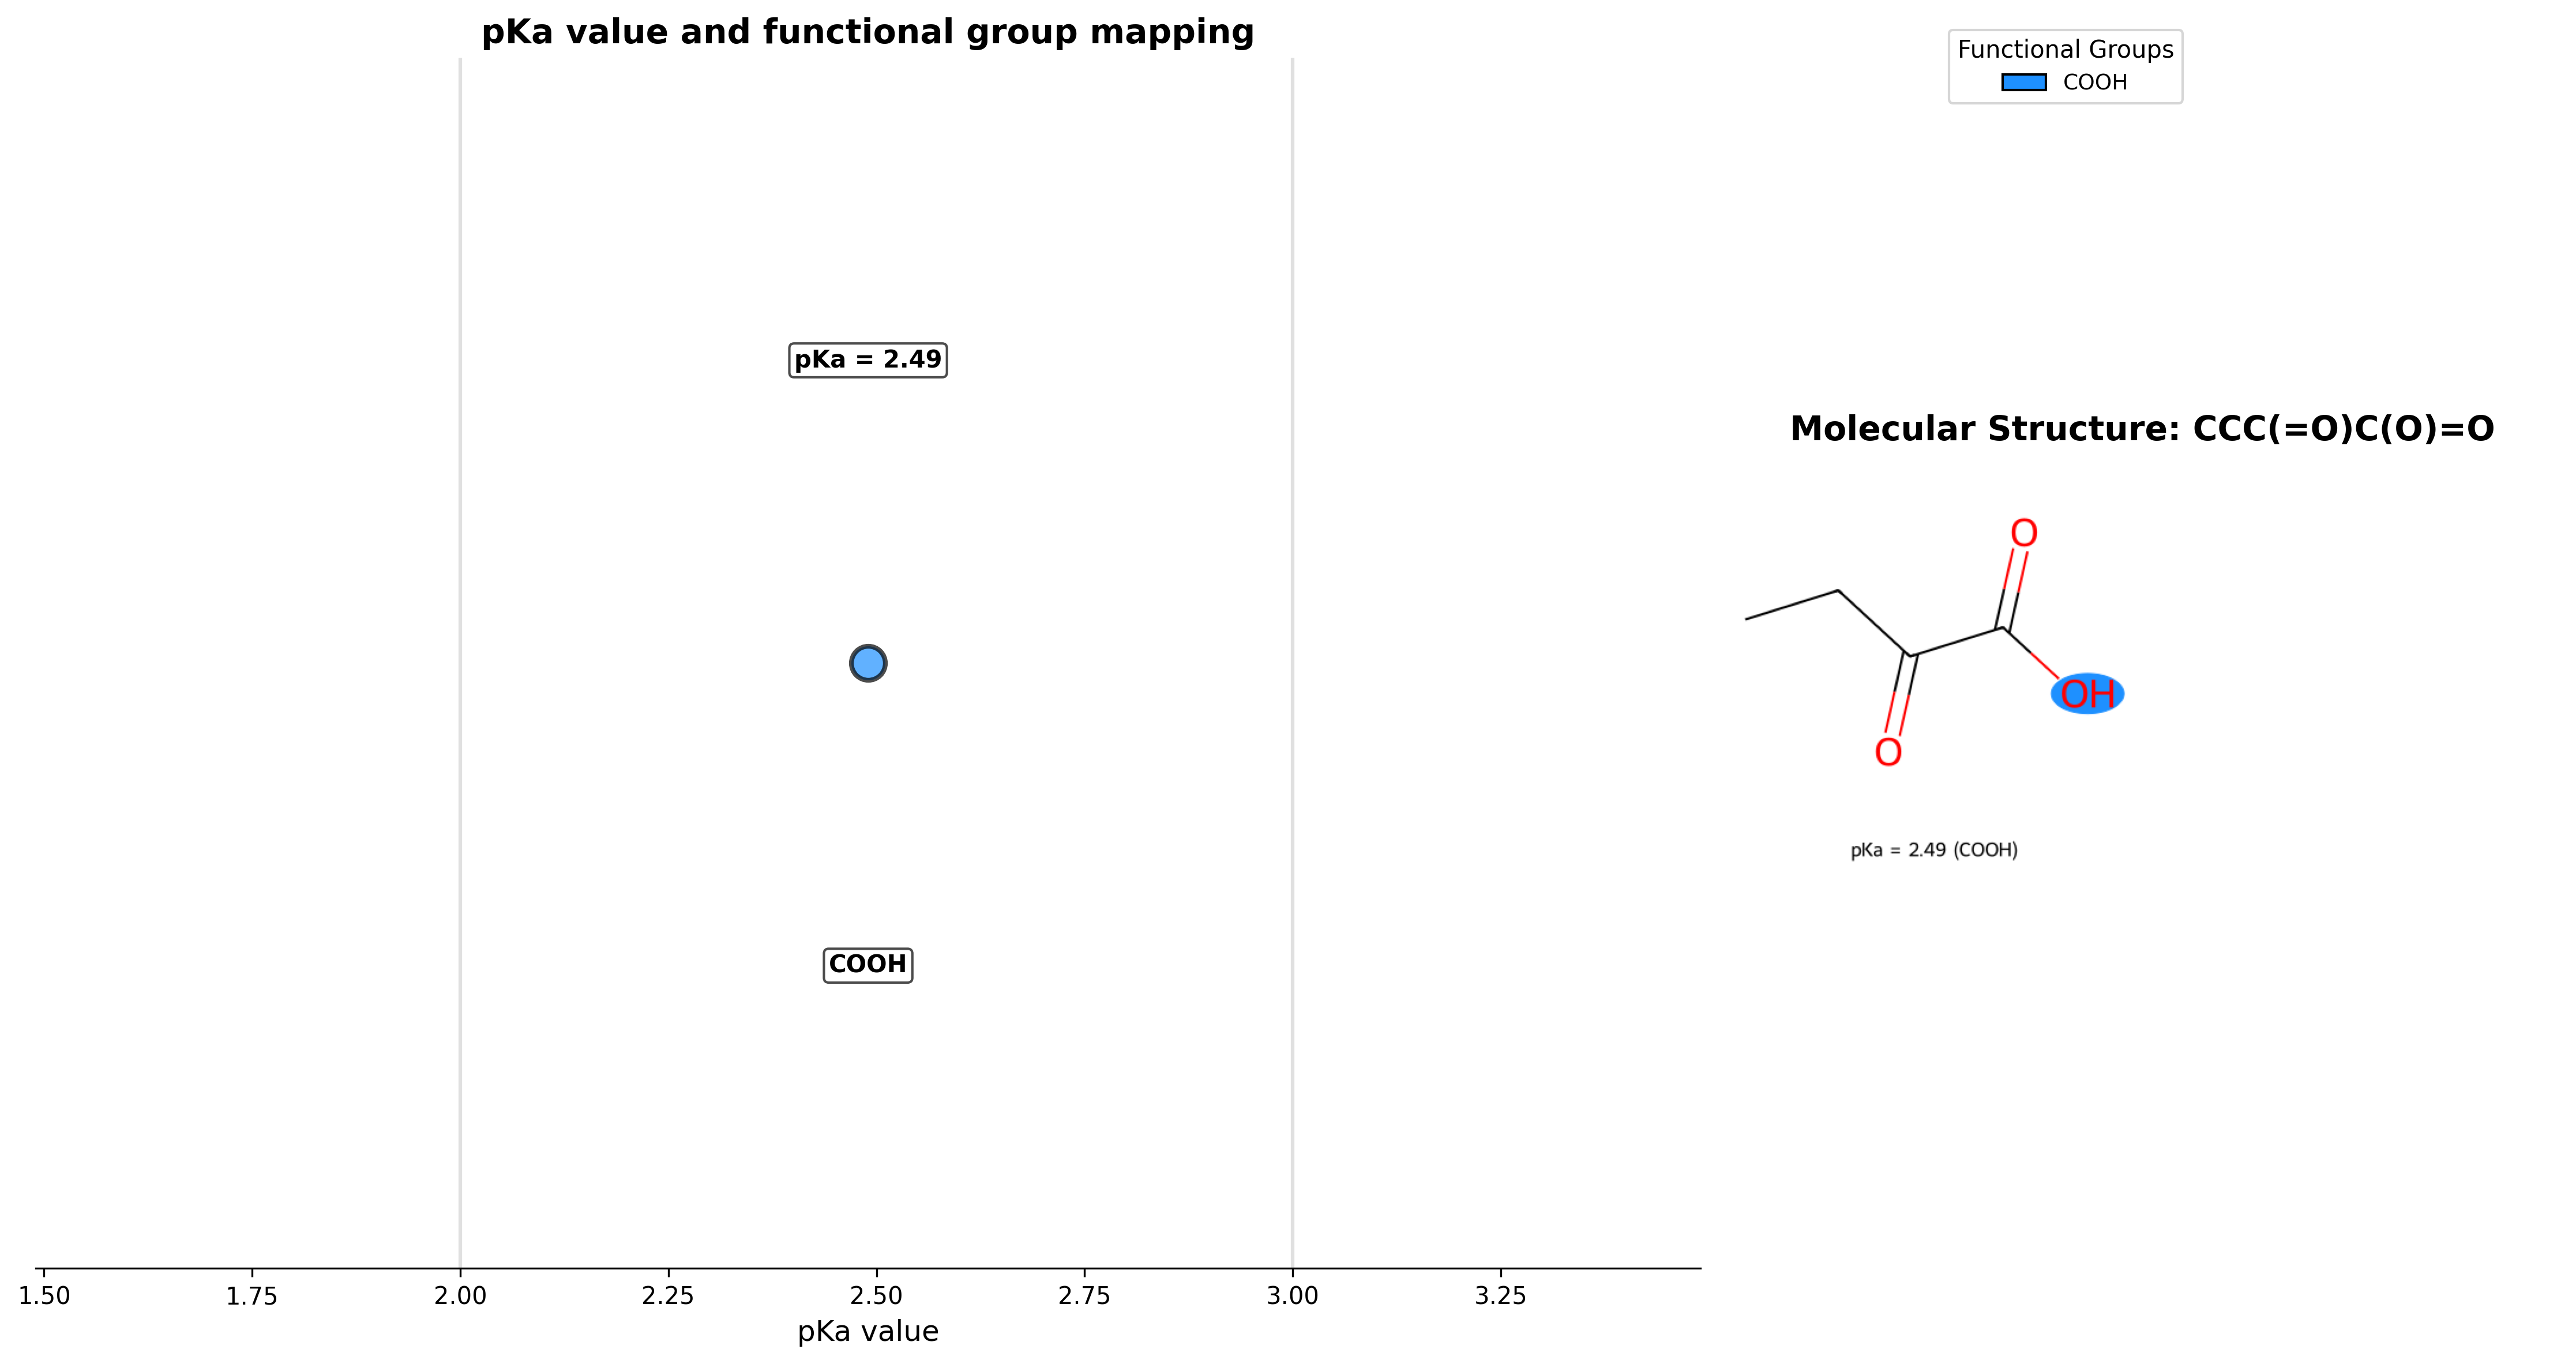 pKa value and functional group mapping
pKa = 2.49
COOH
1.50 1.75 2.00 2.25 2.50 2.75 3.00 3.25
pKa value
Functional Groups
COOH
Molecular Structure: CCC(=O)C(O)=O
O
OH
O
pKa = 2.49 (COOH)